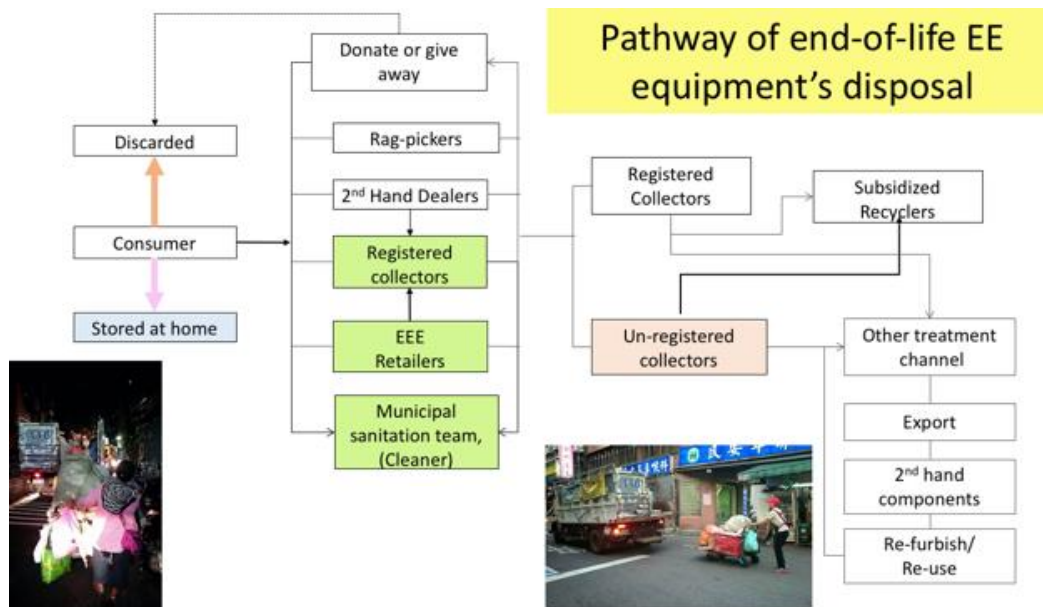 Pathway of end-of-life EE
equipment's disposal
Donate or give
away
Discarded
Rag-pickers
2nd Hand Dealers
Consumer
Registered
collectors
Stored at home
EEE
Retailers
Municipal
sanitation team,
(Cleaner)
Registered
Collectors
Subsidized
Recyclers
Un-registered
collectors
Other treatment
channel
Export
2nd hand
components
Re-furbish/
Re-use